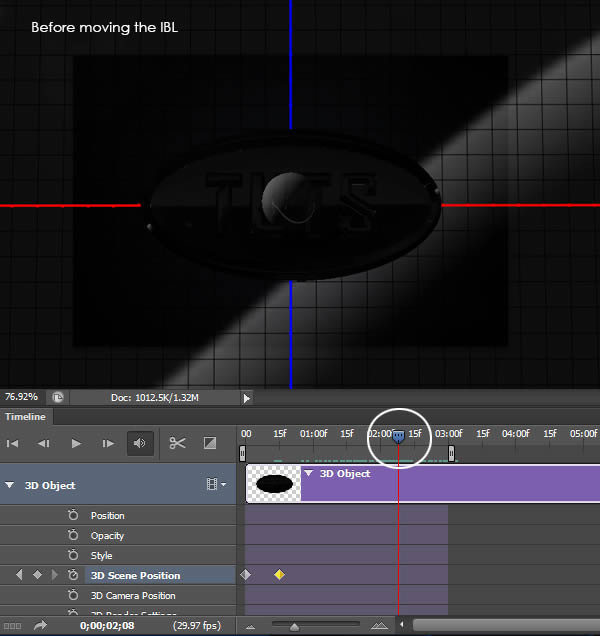 Before moving the IBL
TUTS
76.92% Doc: 1012.5K/1.32M
Timeline
00 15f 01:00f 15f 02:00f 15f 03:00f 15f 04:00f 15f 05:00f
3D Object
3D Object
Position
Opacity
Style
3D Scene Position
3D Camera Position
3D Render Settings
0;00;02;08 (29.97 fps)